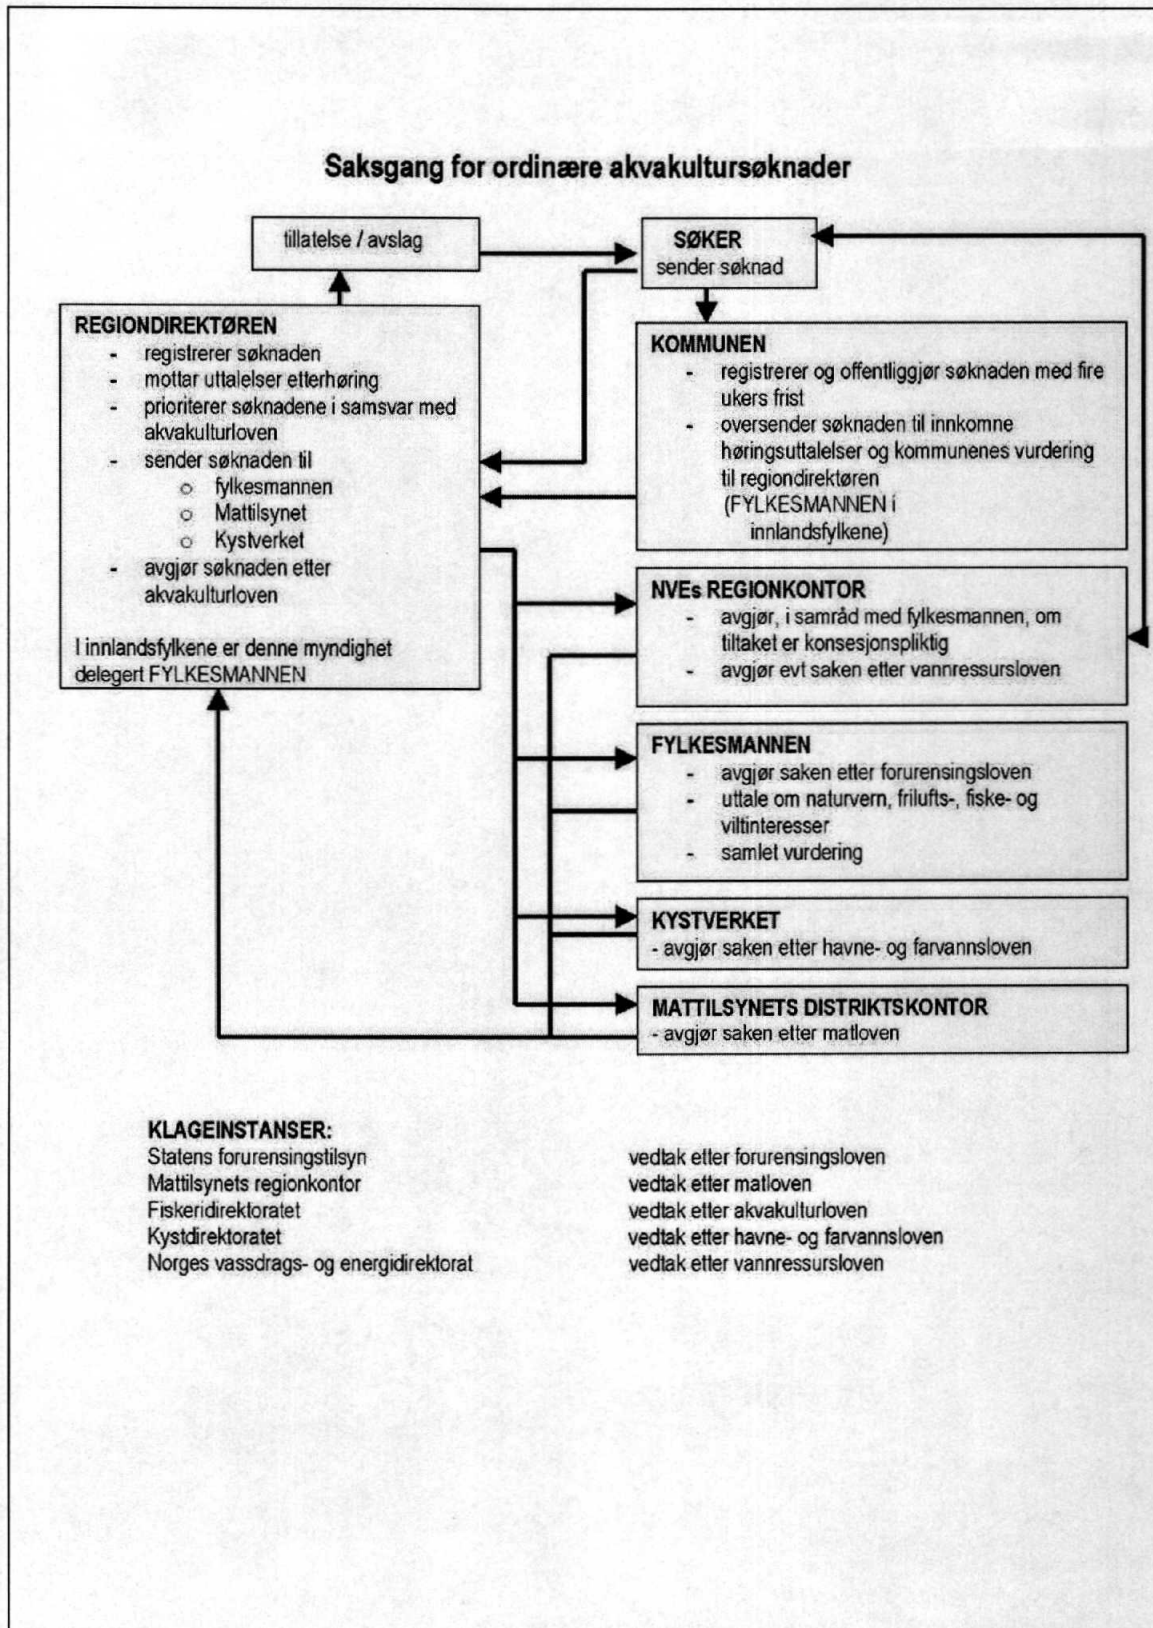 Saksgang for ordinære akvakultursøknader
tillatelse / avslag
SØKER
sender søknad
REGIONDIREKTØREN
- registrerer søknaden
- mottar uttalelser etterhøring
- prioriterer søknadene i samsvar med
akvakulturloven
- sender søknaden til
o fylkesmannen
o Mattilsynet
o Kystverket
- avgjør søknaden etter
akvakulturloven
I innlandsfylkene er denne myndighet
delegert FYLKESMANNEN
KOMMUNEN
- registrerer og offentliggjør søknaden med fire
ukers frist
- oversender søknaden til innkomne
høringsuttalelser og kommunenes vurdering
til regiondirektøren
(FYLKESMANNEN i
innlandsfylkene)
NVEs REGIONKONTOR
- avgjør, i samråd med fylkesmannen, om
tiltaket er konsesjonspliktig
- avgjør evt saken etter vannressursloven
FYLKESMANNEN
- avgjør saken etter forurensingsloven
- uttale om naturvern, frilufts-, fiske- og
viltinteresser
- samlet vurdering
KYSTVERKET
- avgjør saken etter havne- og farvannsloven
MATTILSYNETS DISTRIKTSKONTOR
- avgjør saken etter matloven
KLAGEINSTANSER:
Statens forurensingstilsyn vedtak etter forurensingsloven
Mattilsynets regionkontor vedtak etter matloven
Fiskeridirektoratet vedtak etter akvakulturloven
Kystdirektoratet vedtak etter havne- og farvannsloven
Norges vassdrags- og energidirektorat vedtak etter vannressursloven